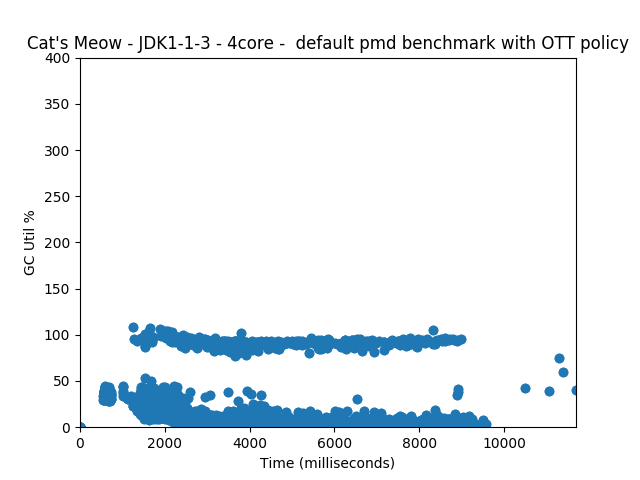 Cat's Meow - JDK1-1-3 - 4core -  default pmd benchmark with OTT policy
400
350
300
250
200
150
100
50
0
GC Util %
0 2000 4000 6000 8000 10000
Time (milliseconds)